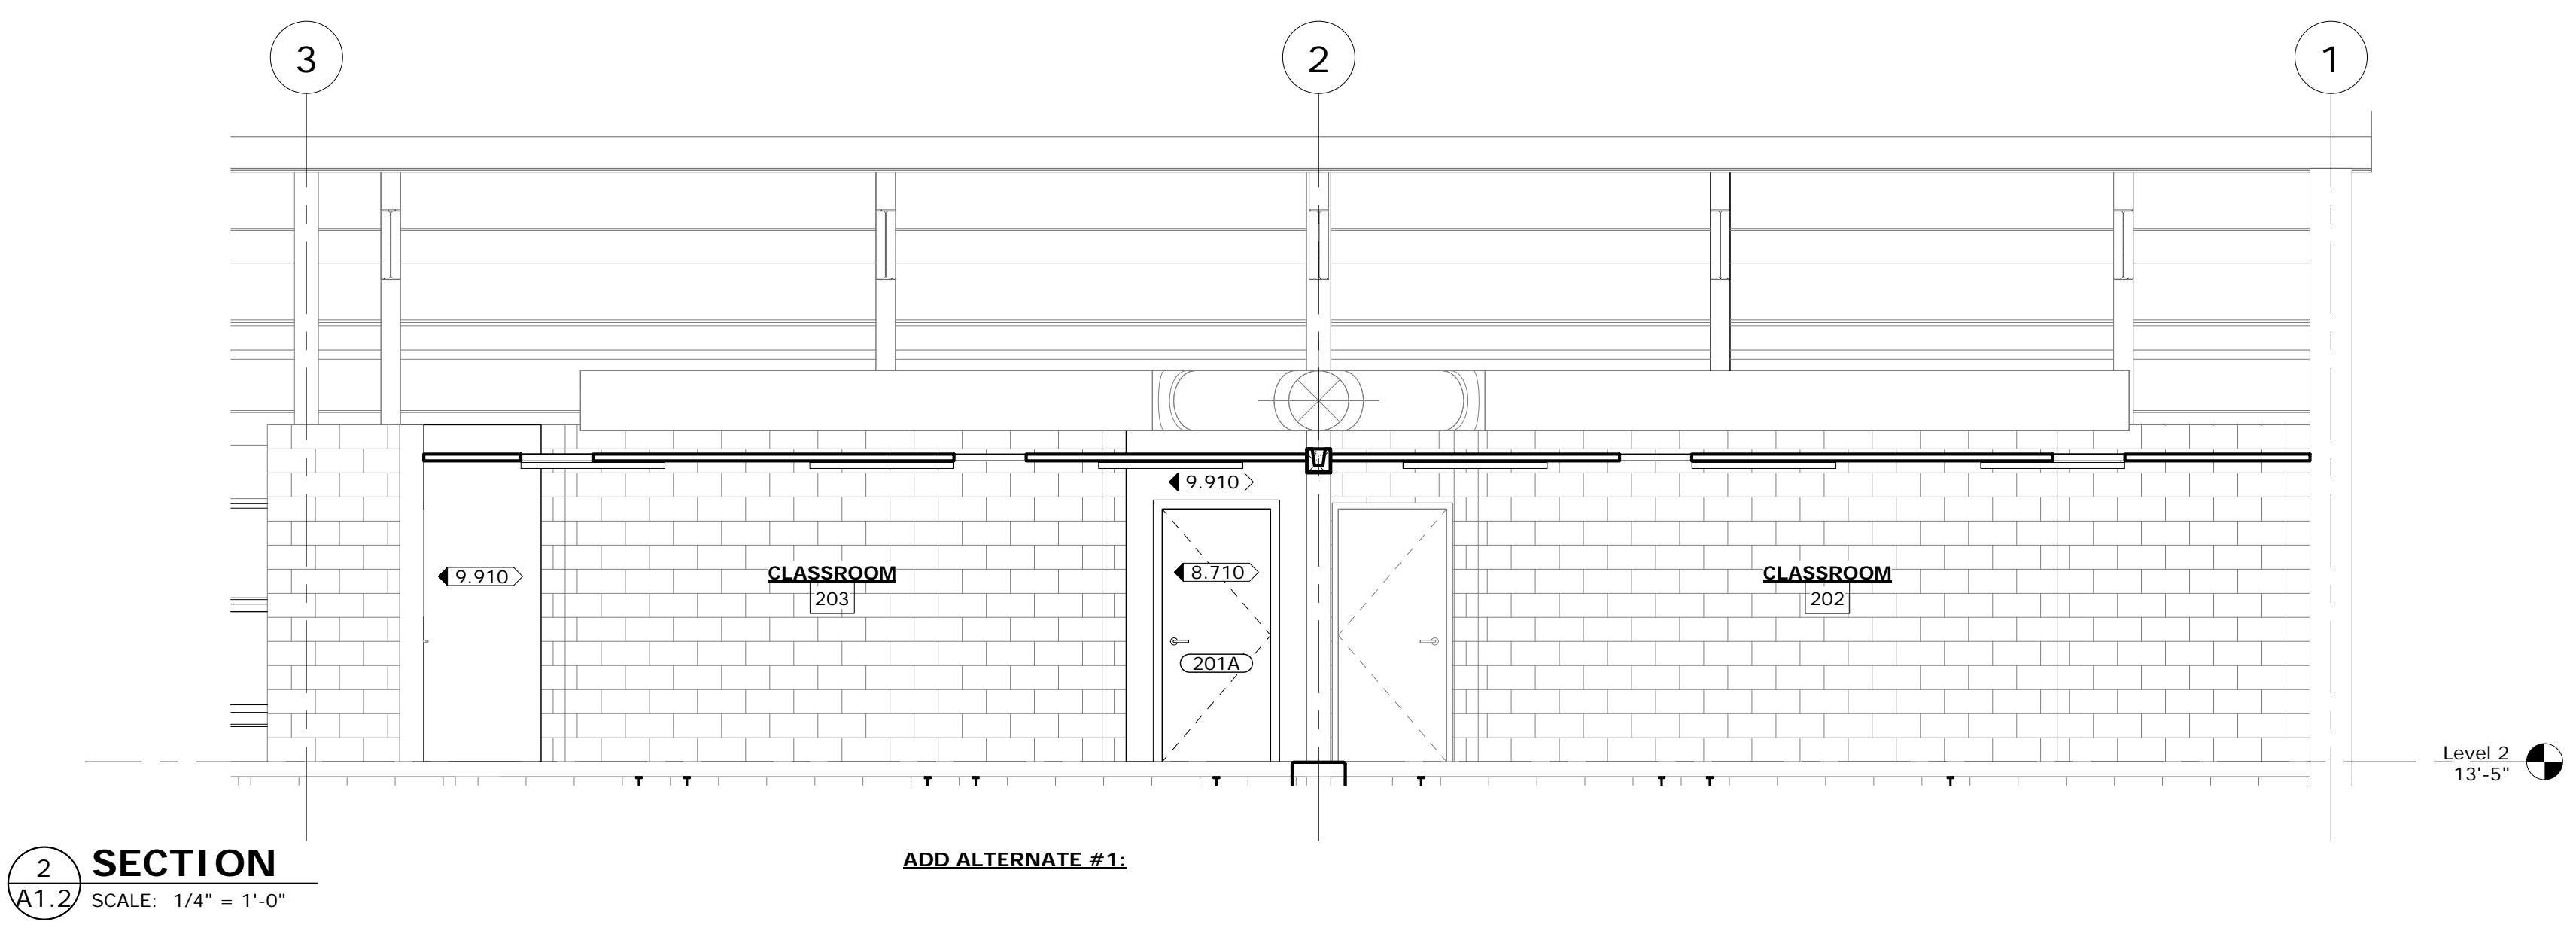 3
2
1
9.910
9.910
CLASSROOM
203
8.710
CLASSROOM
202
201A
Level 2
13'-5"
2
A1.2
SECTION
SCALE: 1/4" = 1'-0"
ADD ALTERNATE #1: